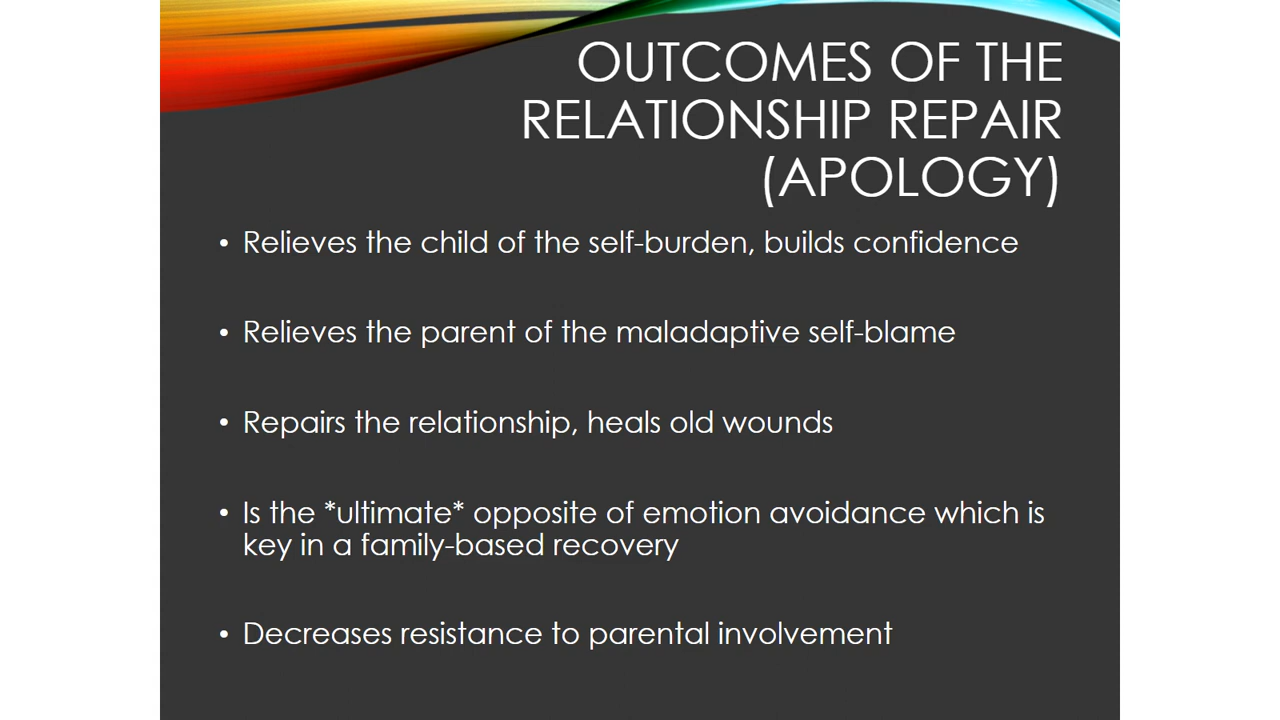 OUTCOMES OF THE
RELATIONSHIP REPAIR
(APOLOGY)
• Relieves the child of the self-burden, builds confidence
• Relieves the parent of the maladaptive self-blame
• Repairs the relationship, heals old wounds
• Is the *ultimate* opposite of emotion avoidance which is
key in a family-based recovery
• Decreases resistance to parental involvement